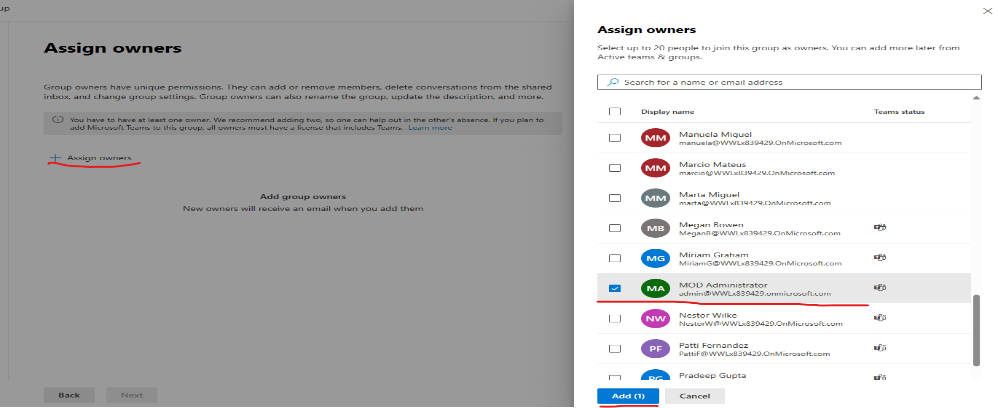 up
Assign owners
Group owners have unique permissions. They can add or remove members, delete conversations from the shared
inbox, and change group settings. Group owners can also rename the group, update the description, and more.
You have to have at least one owner. We recommend adding two, so one can help out in the other's absence. If you plan to
add Microsoft Teams to this group, all owners must have a license that includes Teams. Learn more
Assign owners
Add group owners
New owners will receive an email when you add them
Back
Next
Assign owners
Select up to 20 people to join this group as owners. You can add more later from
Active teams & groups.
Search for a name or email address
Display name
Teams status
MM
Manuela Miquel
manuela@WWLx839429.OnMicrosoft.com
MM
Marcio Mateus
marcio@WWLx839429.OnMicrosoft.com
MM
Marta Miguel
marta@WWLx839429.OnMicrosoft.com
MB
Megan Bowen
MeganB@WWLx839429.OnMicrosoft.com
MG
Miriam Graham
MiriamG@WWLx839429.OnMicrosoft.com
MA
MOD Administrator
admin@WWLx839429.onmicrosoft.com
NW
Nestor Wilke
NestorW@WWLx839429.OnMicrosoft.com
PF
Patti Fernandez
PattiF@WWLx839429.OnMicrosoft.com
PG
Pradeep Gupta
Add (1)
Cancel